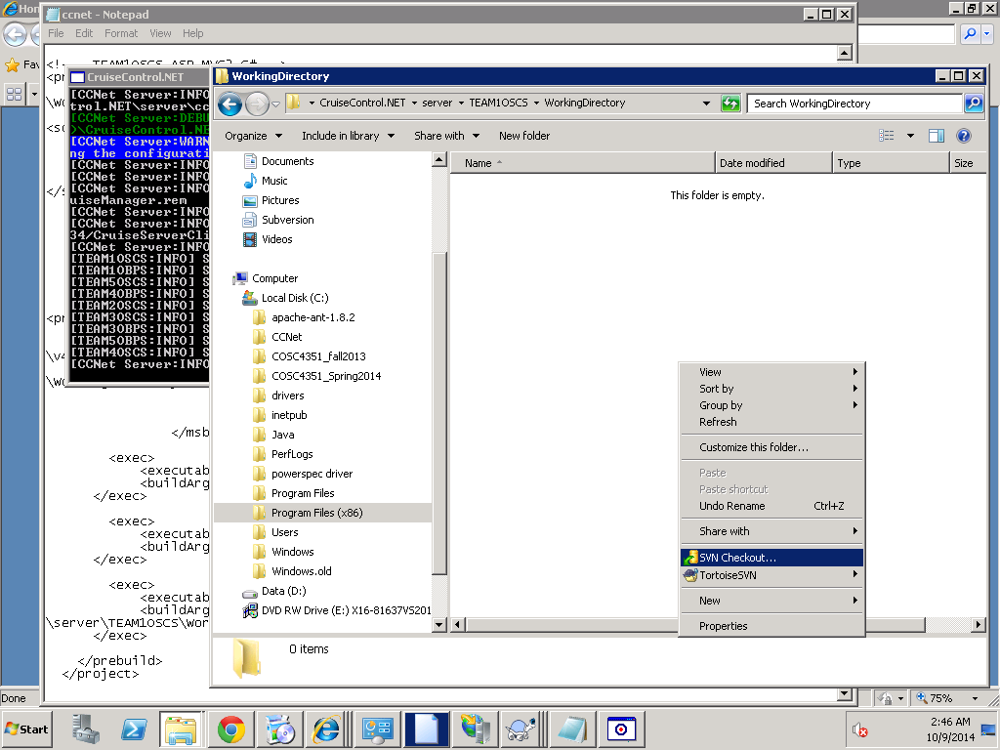 Hom
ccnet - Notepad
File Edit Format View Help
Fav
<pr
<so
</s
<pr
\v4
</msb
<exec>
<executab
<buildArg
</exec>
<exec>
<executab
<buildArg
</exec>
<exec>
<executab
<buildArg
\server\TEAM1OSCS\Wor
</exec>
</prebuild>
</project>
CruiseControl.NET
[CCNet Server:INFO
trol.NET\server\cc
[CCNet Server:DEBU
)\CruiseControl.NE
[CCNet Server:WARN
ng the configurati
[CCNet Server:INFO
[CCNet Server:INFO
[CCNet Server:INFO
uiseManager.rem
[CCNet Server:INFO
[CCNet Server:INFO
34/CruiseServerCli
[CCNet Server:INFO
[TEAM1OSCS:INFO] S
[TEAM1OBPS:INFO] S
[TEAM5OSCS:INFO] S
[TEAM4OBPS:INFO] S
[TEAM2OSCS:INFO] S
[TEAM3OSCS:INFO] S
[TEAM3OBPS:INFO] S
[TEAM5OBPS:INFO] S
[TEAM4OSCS:INFO] S
[CCNet Server:INFO
WorkingDirectory
CruiseControl.NET server TEAM1OSCS WorkingDirectory
Search WorkingDirectory
Organize Include in library Share with New folder
Documents
Music
Pictures
Subversion
Videos
Computer
Local Disk (C:)
apache-ant-1.8.2
CCNet
COSC4351_fall2013
COSC4351_Spring2014
drivers
inetpub
Java
PerfLogs
powerspec driver
Program Files
Program Files (x86)
Users
Windows
Windows.old
Data (D:)
DVD RW Drive (E:) X16-81637VS201
Name Date modified Type Size
This folder is empty.
View
Sort by
Group by
Refresh
Customize this folder...
Paste
Paste shortcut
Undo Rename Ctrl+Z
Share with
SVN Checkout...
TortoiseSVN
New
Properties
0 items
Done
75%
Start
2:46 AM
10/9/2014